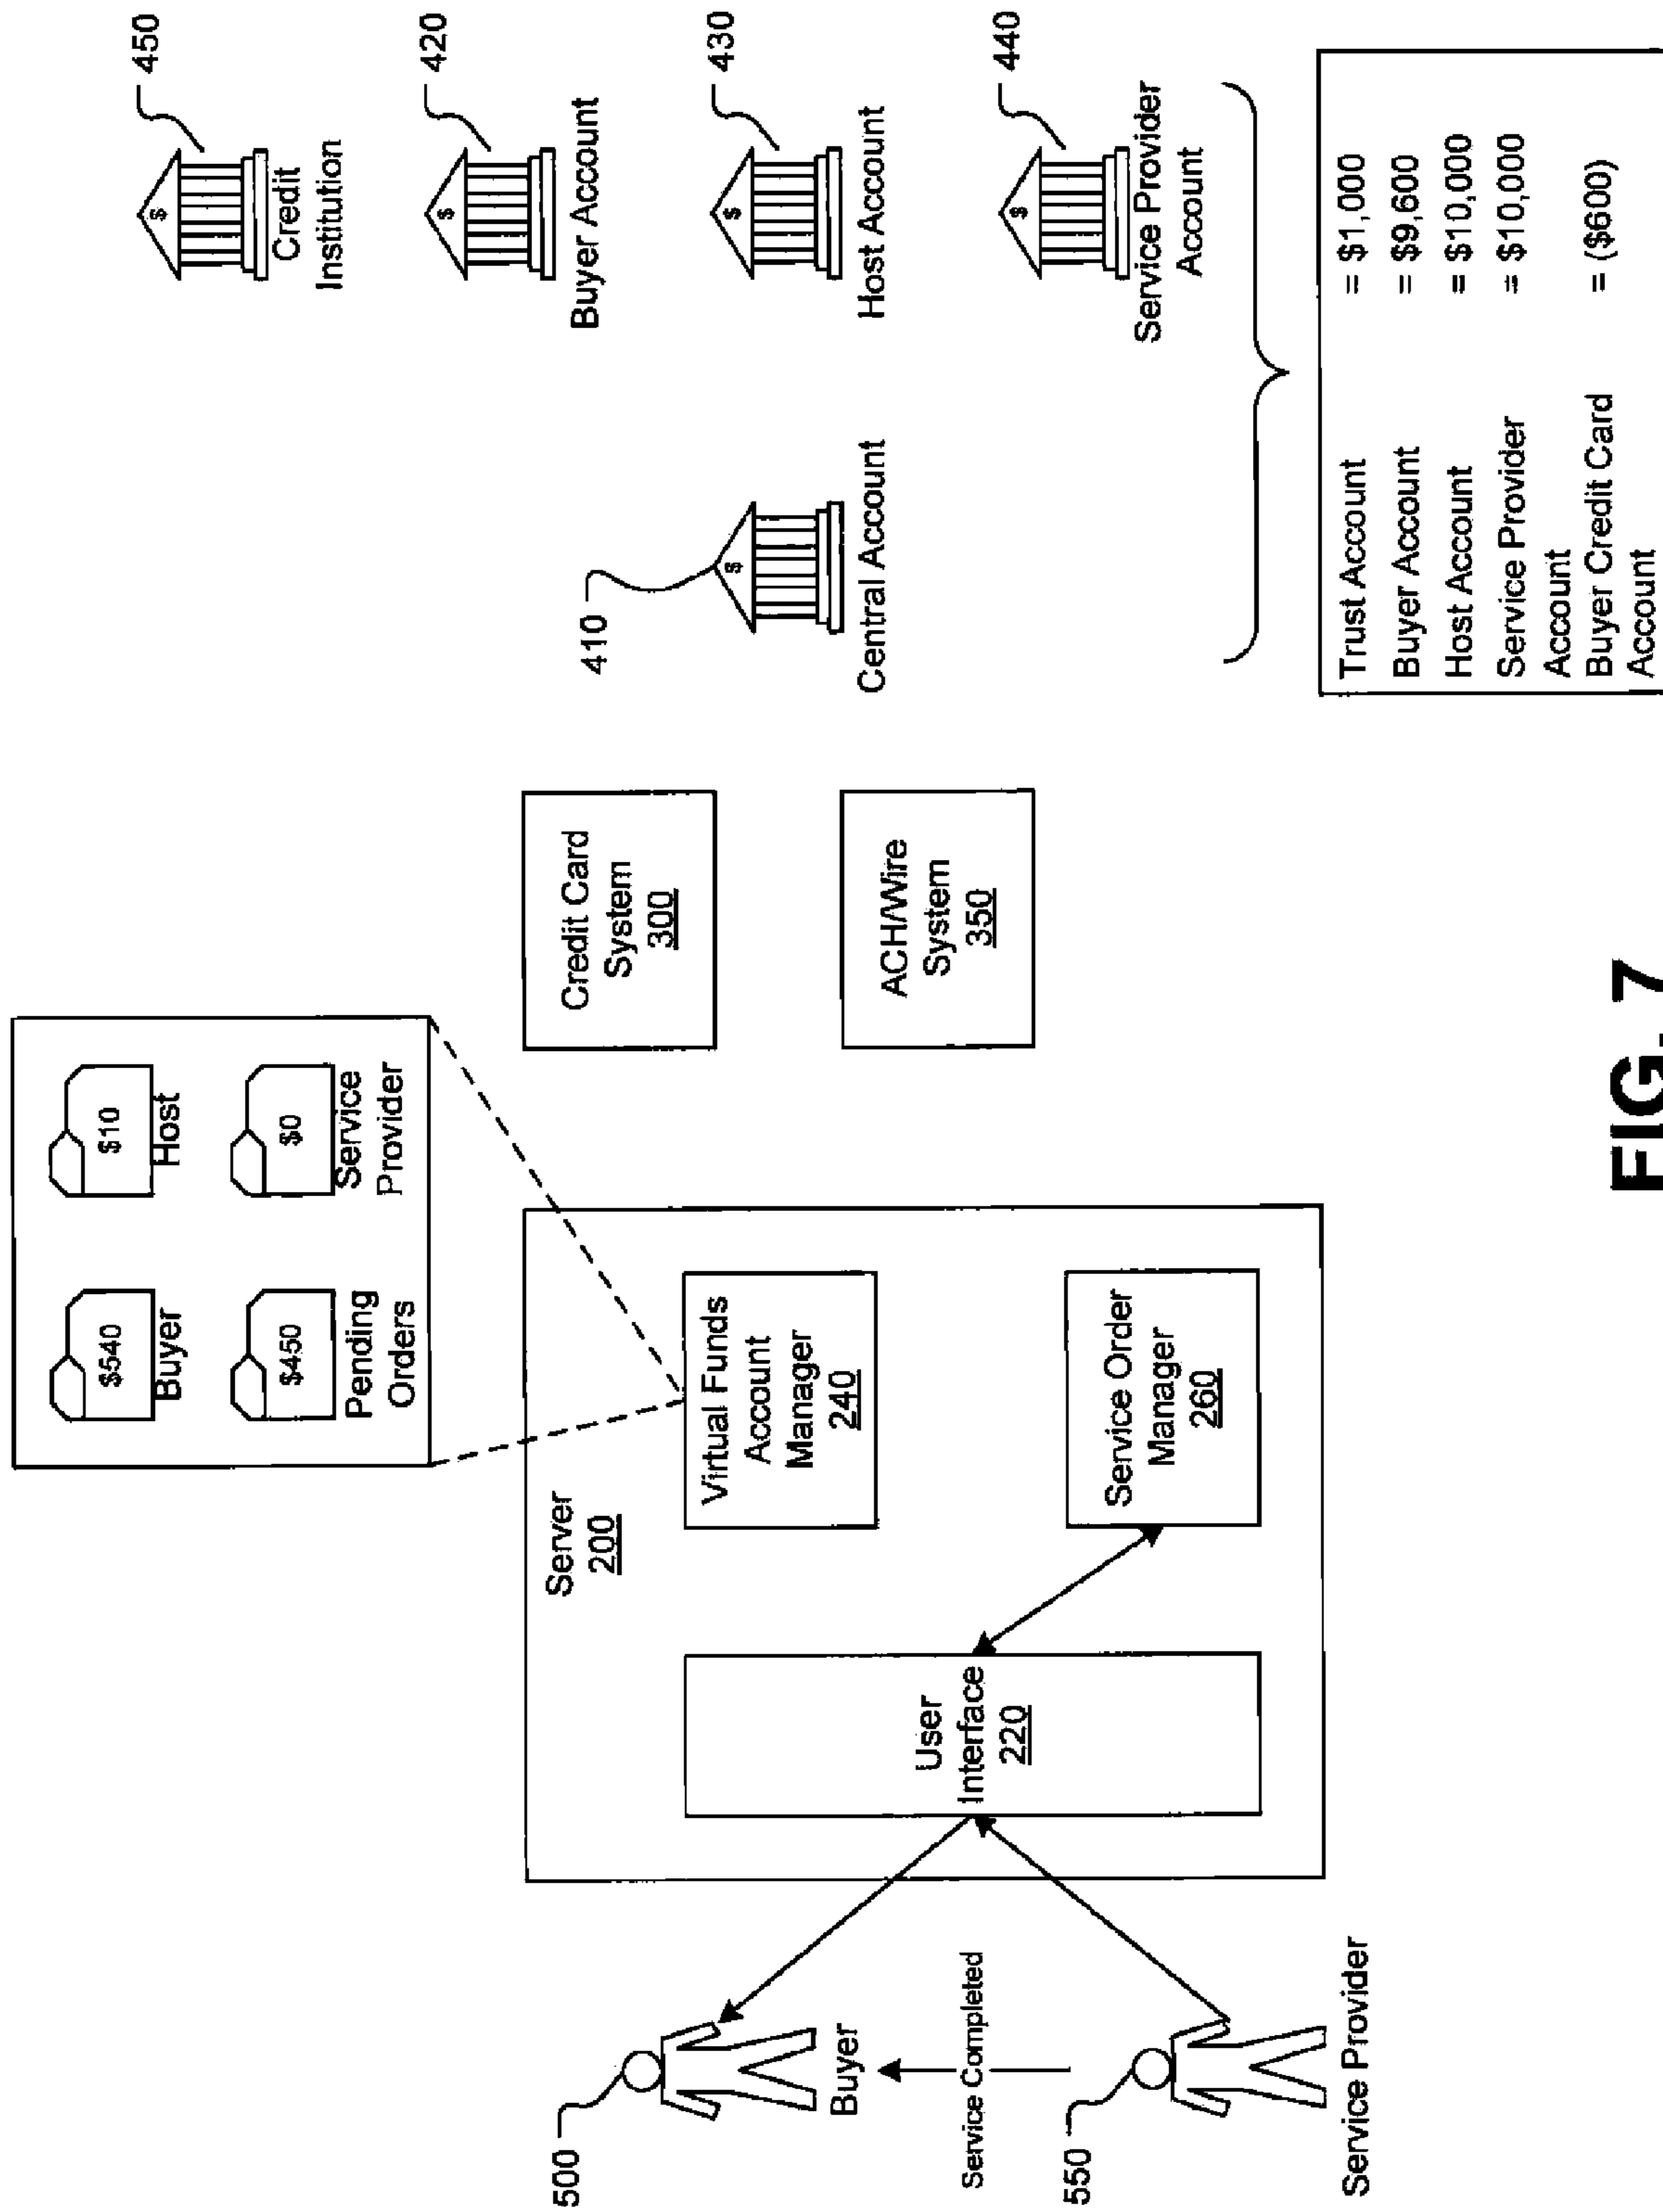 $540
Buyer
$10
Host
$450
Pending
Orders
$0
Service
Provider
500
Buyer
Service Completed
550
Service Provider
Server
200
User
Interface
220
Virtual Funds
Account
Manager
240
Service Order
Manager
260
Credit Card
System
300
ACH/Wire
System
350
410
$
Central Account
450
$
Credit
Institution
420
$
Buyer Account
430
$
Host Account
440
$
Service Provider
Account
Trust Account = $1,000
Buyer Account = $9,600
Host Account = $10,000
Service Provider = $10,000
Account
Buyer Credit Card = ($600)
Account
FIG. 7